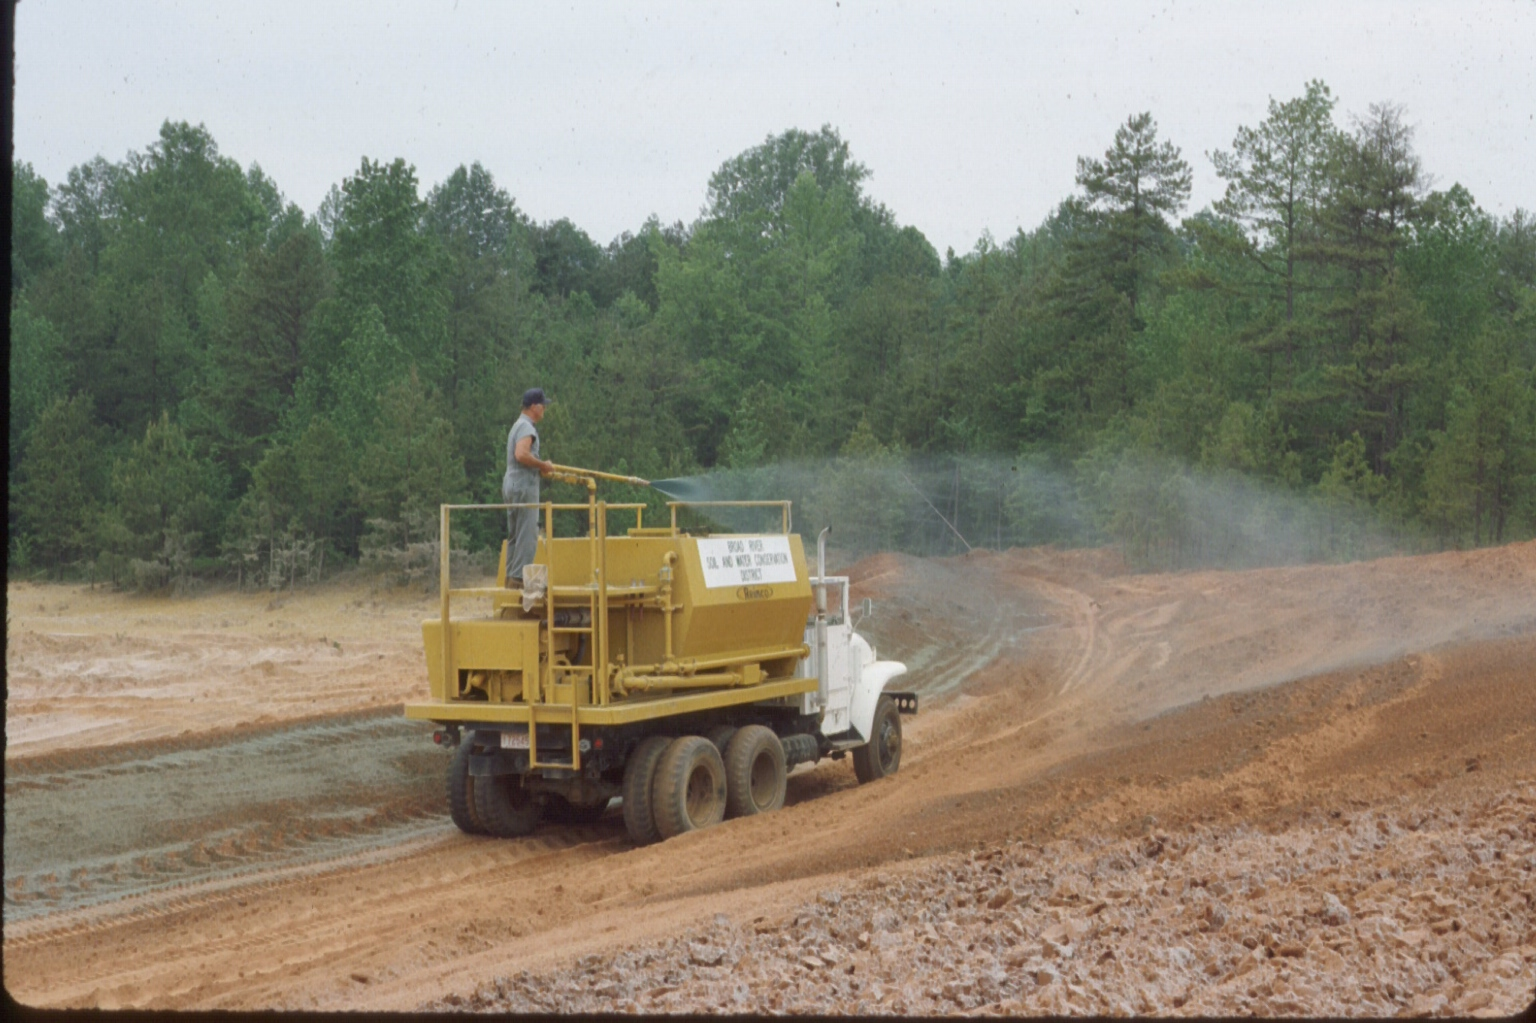 BROAD RIVER
SOIL AND WATER CONSERVATION
DISTRICT